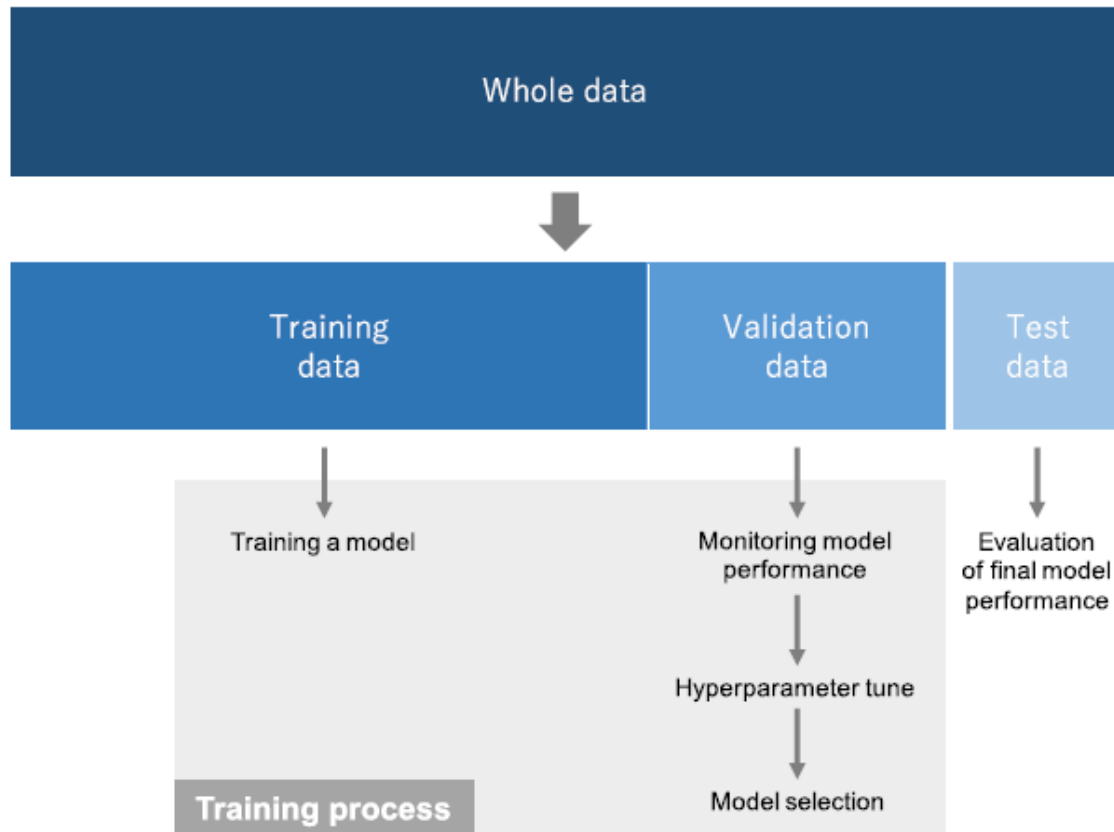 Whole data
Training
data
Validation
data
Test
data
Training a model
Monitoring model
performance
Evaluation
of final model
performance
Hyperparameter tune
Model selection
Training process